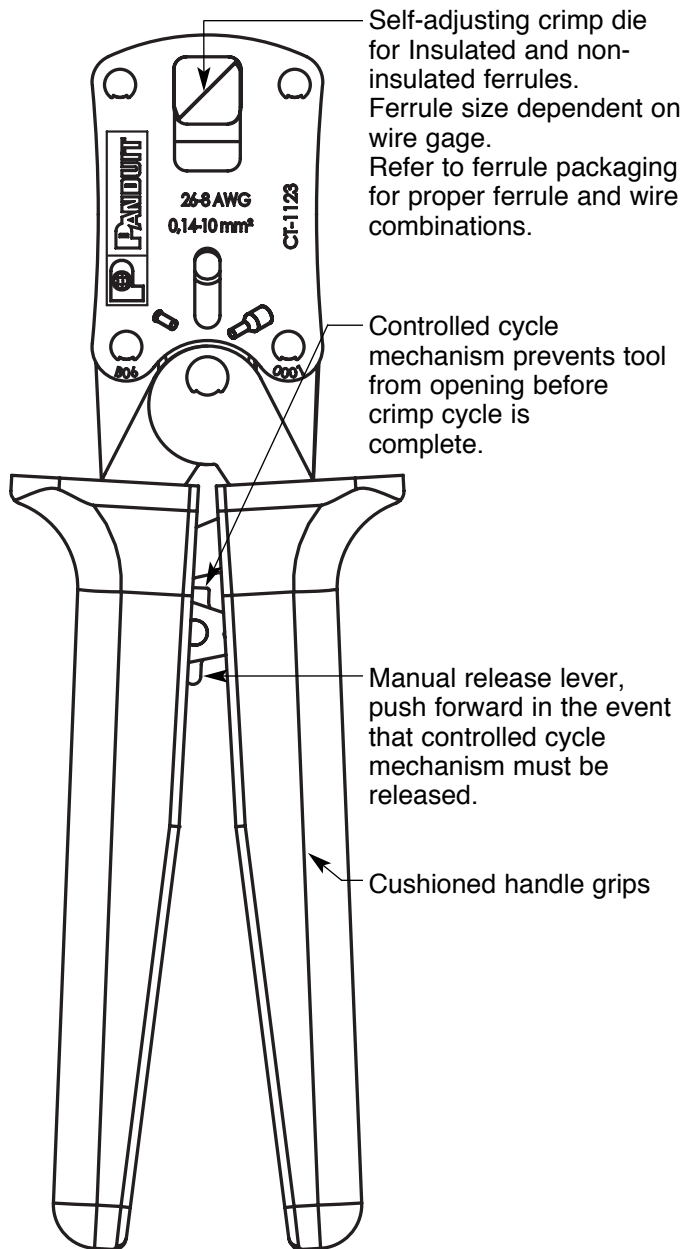 Self-adjusting crimp die
for Insulated and non-
insulated ferrules.
Ferrule size dependent on
wire gage.
Refer to ferrule packaging
for proper ferrule and wire
combinations.
PANDUIT
26-8 AWG
0,14-10 mm²
CT-1123
B06
0001
Controlled cycle
mechanism prevents tool
from opening before
crimp cycle is
complete.
Manual release lever,
push forward in the event
that controlled cycle
mechanism must be
released.
Cushioned handle grips